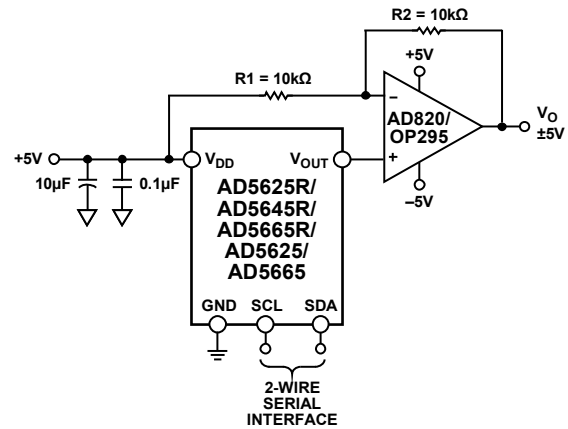 R2 = 10kΩ
R1 = 10kΩ
+5V
−
AD820/
OP295
+
−5V
VO
±5V
+5V
10µF
0.1µF
VDD
VOUT
AD5625R/
AD5645R/
AD5665R/
AD5625/
AD5665
GND
SCL
SDA
2-WIRE
SERIAL
INTERFACE